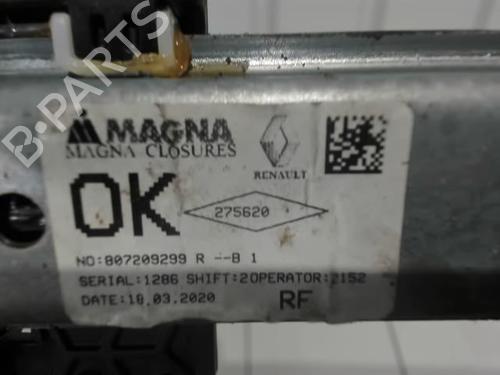 MAGNA
MAGNA CLOSURES
RENAULT
OK
275620
NO:807209299 R --B 1
SERIAL:1286 SHIFT:2OPERATOR:2152
DATE:18.03.2020
RF
B-PARTS